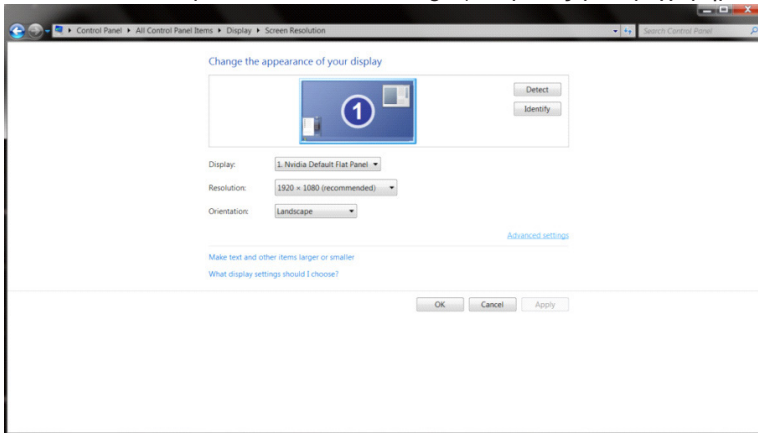 Control Panel ▸ All Control Panel Items ▸ Display ▸ Screen Resolution
Search Control Panel
Change the appearance of your display
1
Detect
Identify
Display: 1. Nvidia Default Flat Panel
Resolution: 1920 × 1080 (recommended)
Orientation: Landscape
Advanced settings
Make text and other items larger or smaller
What display settings should I choose?
OK Cancel Apply